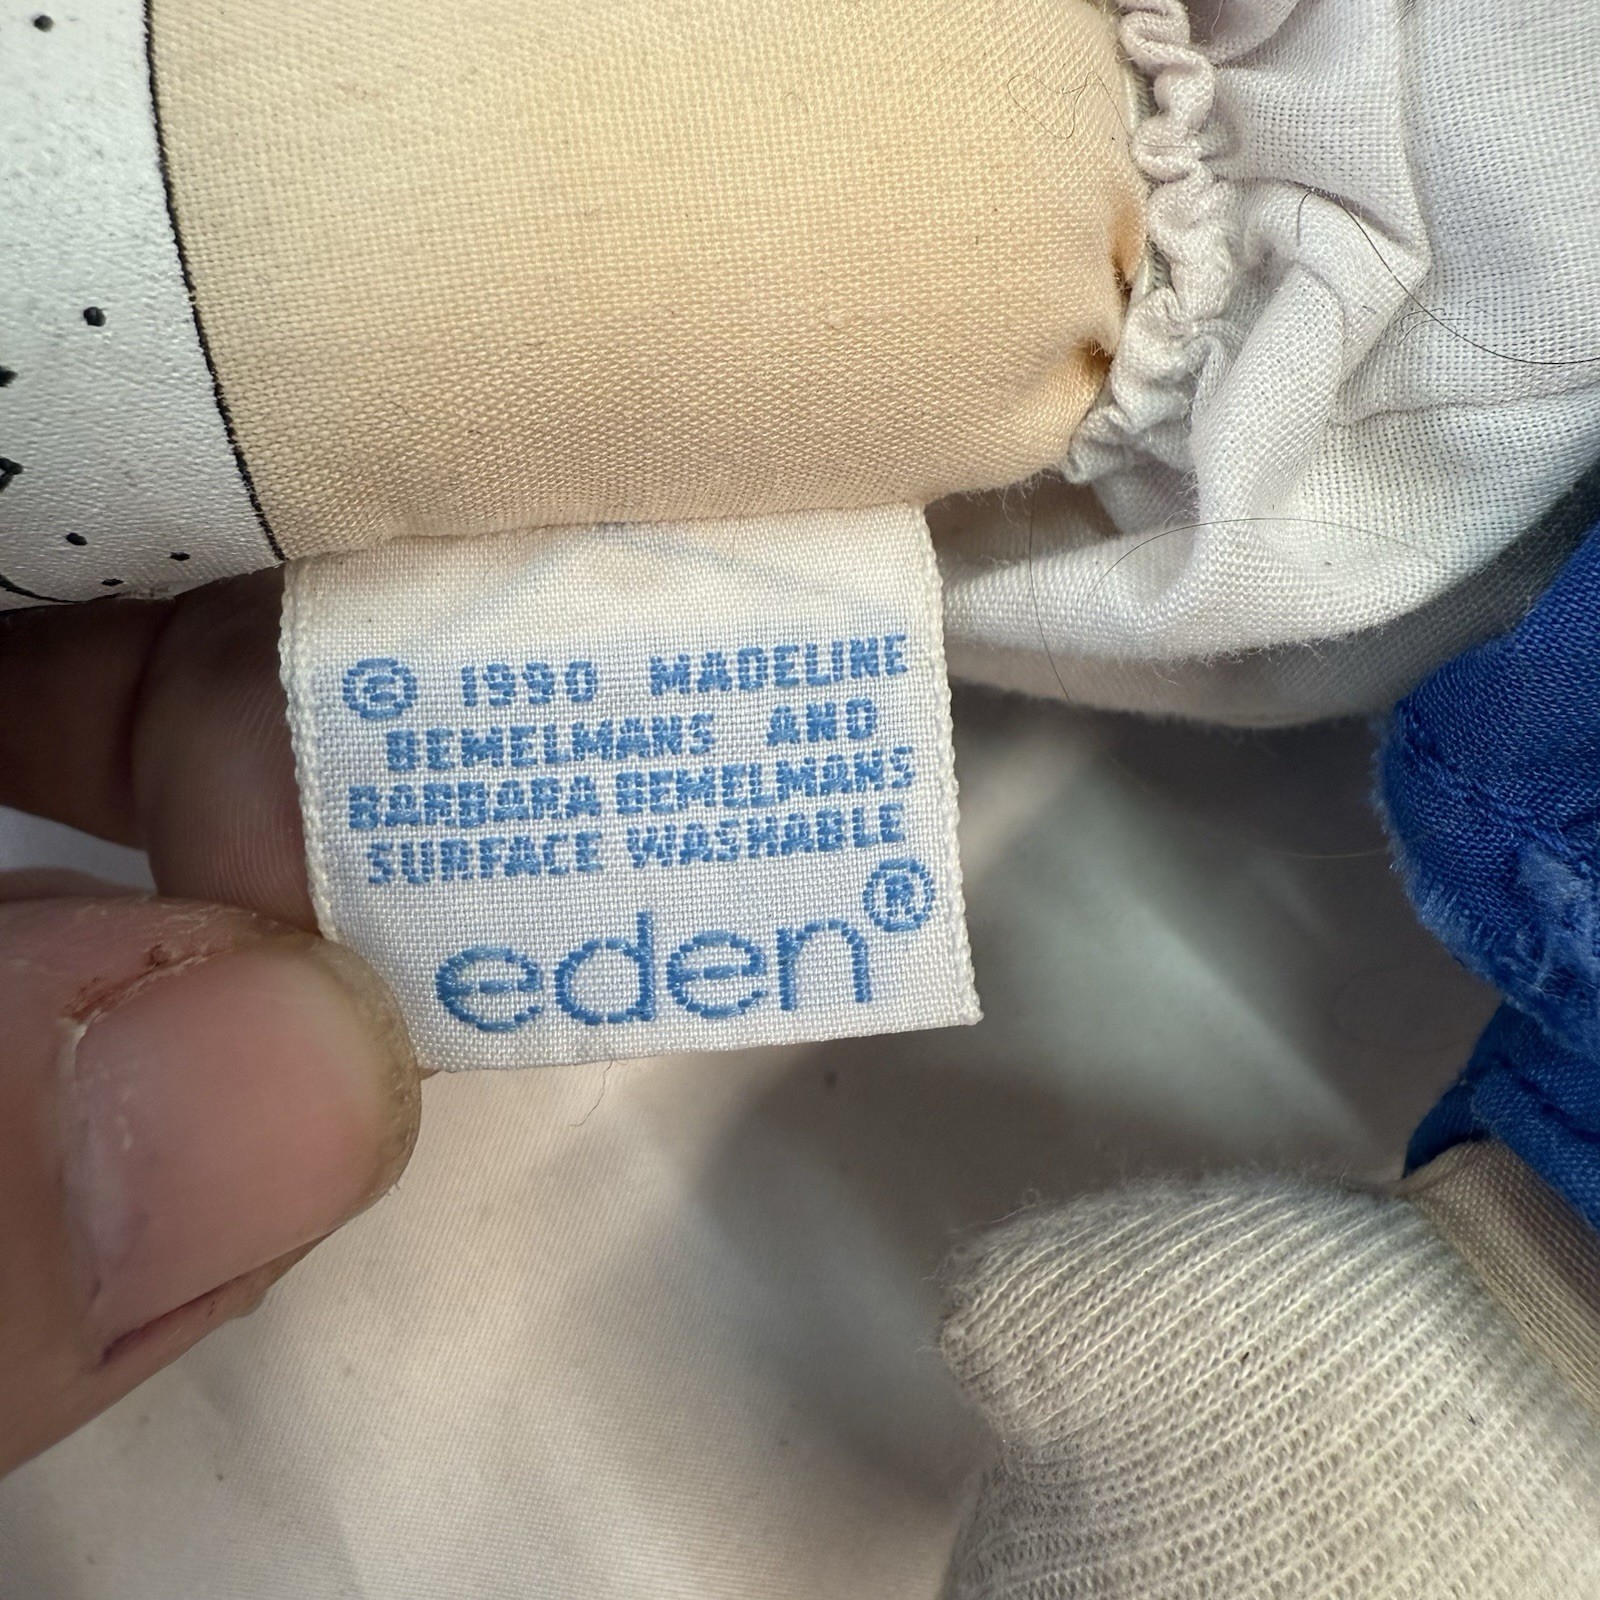 © 1990 MADELINE
BEMELMANS AND
BARBARA BEMELMANS
SURFACE WASHABLE
eden®